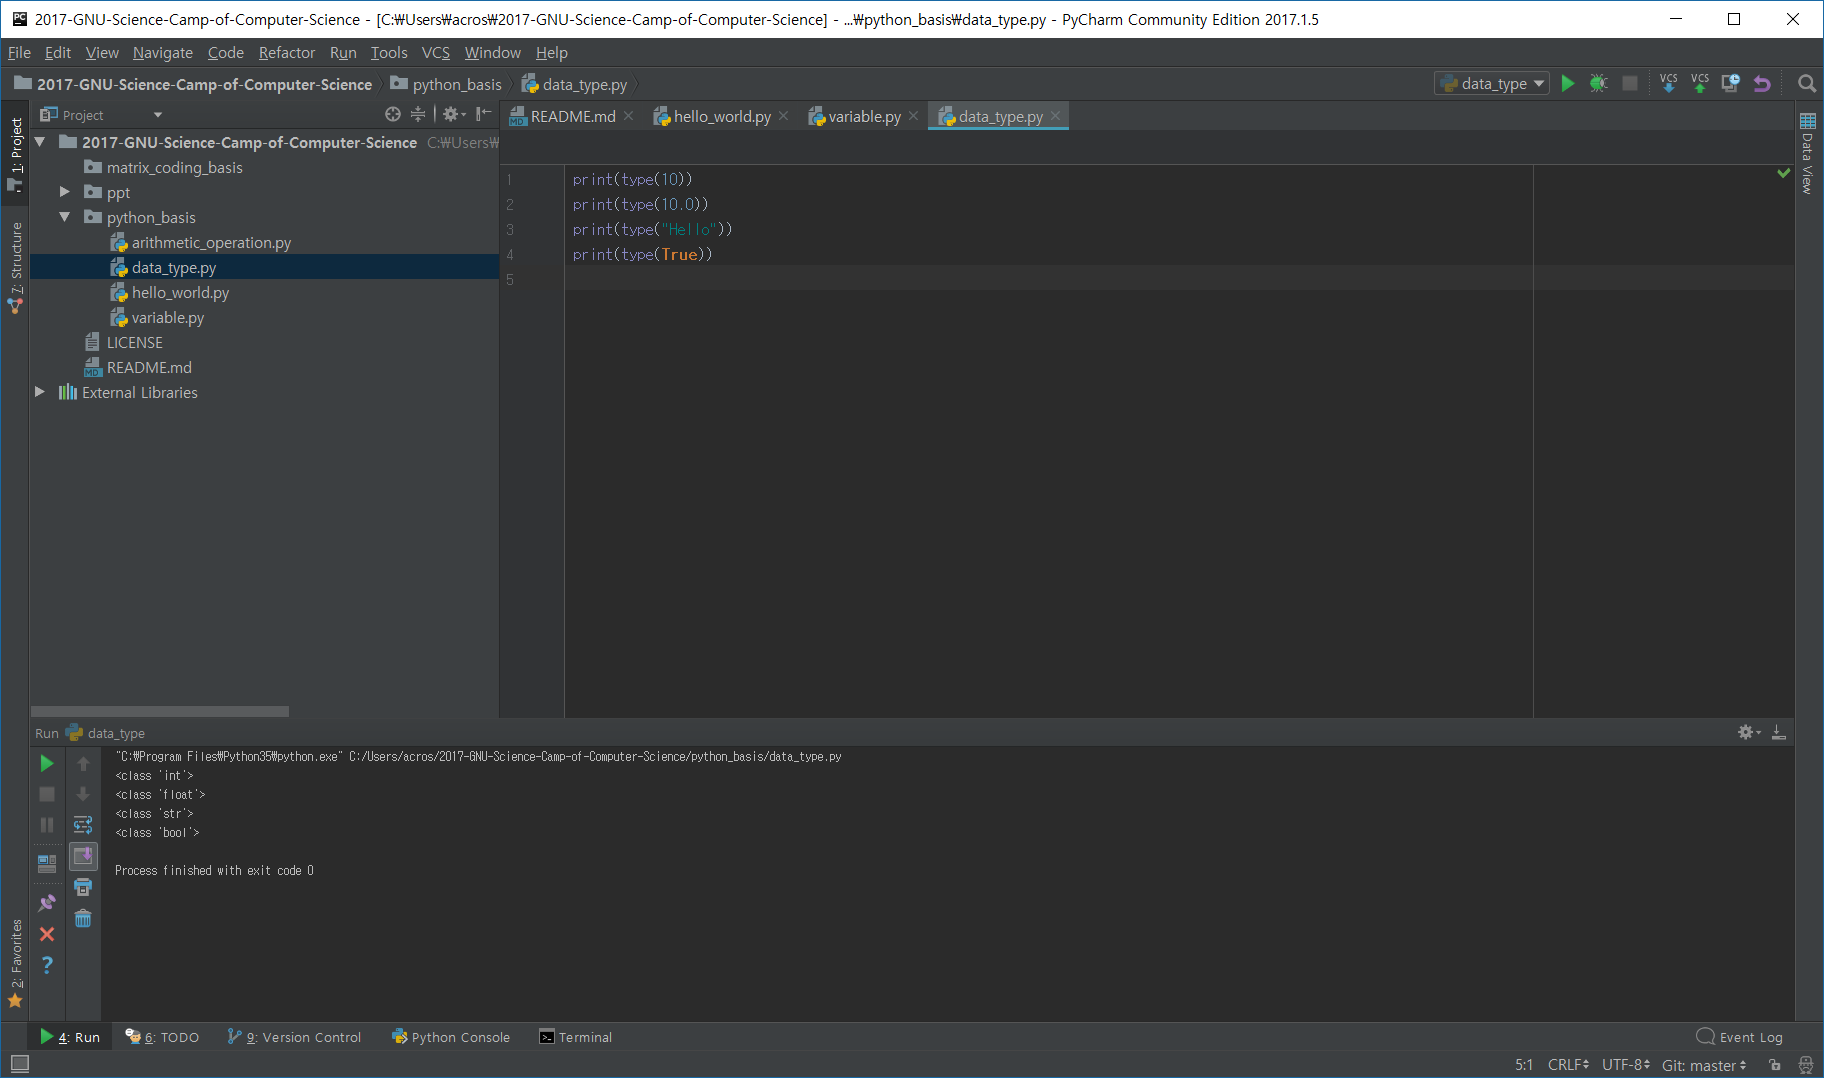 2017-GNU-Science-Camp-of-Computer-Science - [C:₩Users₩acros₩2017-GNU-Science-Camp-of-Computer-Science] - ...₩python_basis₩data_type.py - PyCharm Community Edition 2017.1.5
File Edit View Navigate Code Refactor Run Tools VCS Window Help
2017-GNU-Science-Camp-of-Computer-Science python_basis data_type.py data_type VCS VCS
Project README.md hello_world.py variable.py data_type.py
1: Project
7: Structure
2: Favorites
Data View
2017-GNU-Science-Camp-of-Computer-Science C:₩Users₩
matrix_coding_basis
ppt
python_basis
arithmetic_operation.py
data_type.py
hello_world.py
variable.py
LICENSE
README.md
External Libraries
1 print(type(10))
2 print(type(10.0))
3 print(type("Hello"))
4 print(type(True))
5
Run data_type
"C:₩Program Files₩Python35₩python.exe" C:/Users/acros/2017-GNU-Science-Camp-of-Computer-Science/python_basis/data_type.py
<class 'int'>
<class 'float'>
<class 'str'>
<class 'bool'>
Process finished with exit code 0
4: Run 6: TODO 9: Version Control Python Console Terminal Event Log
5:1 CRLF UTF-8 Git: master